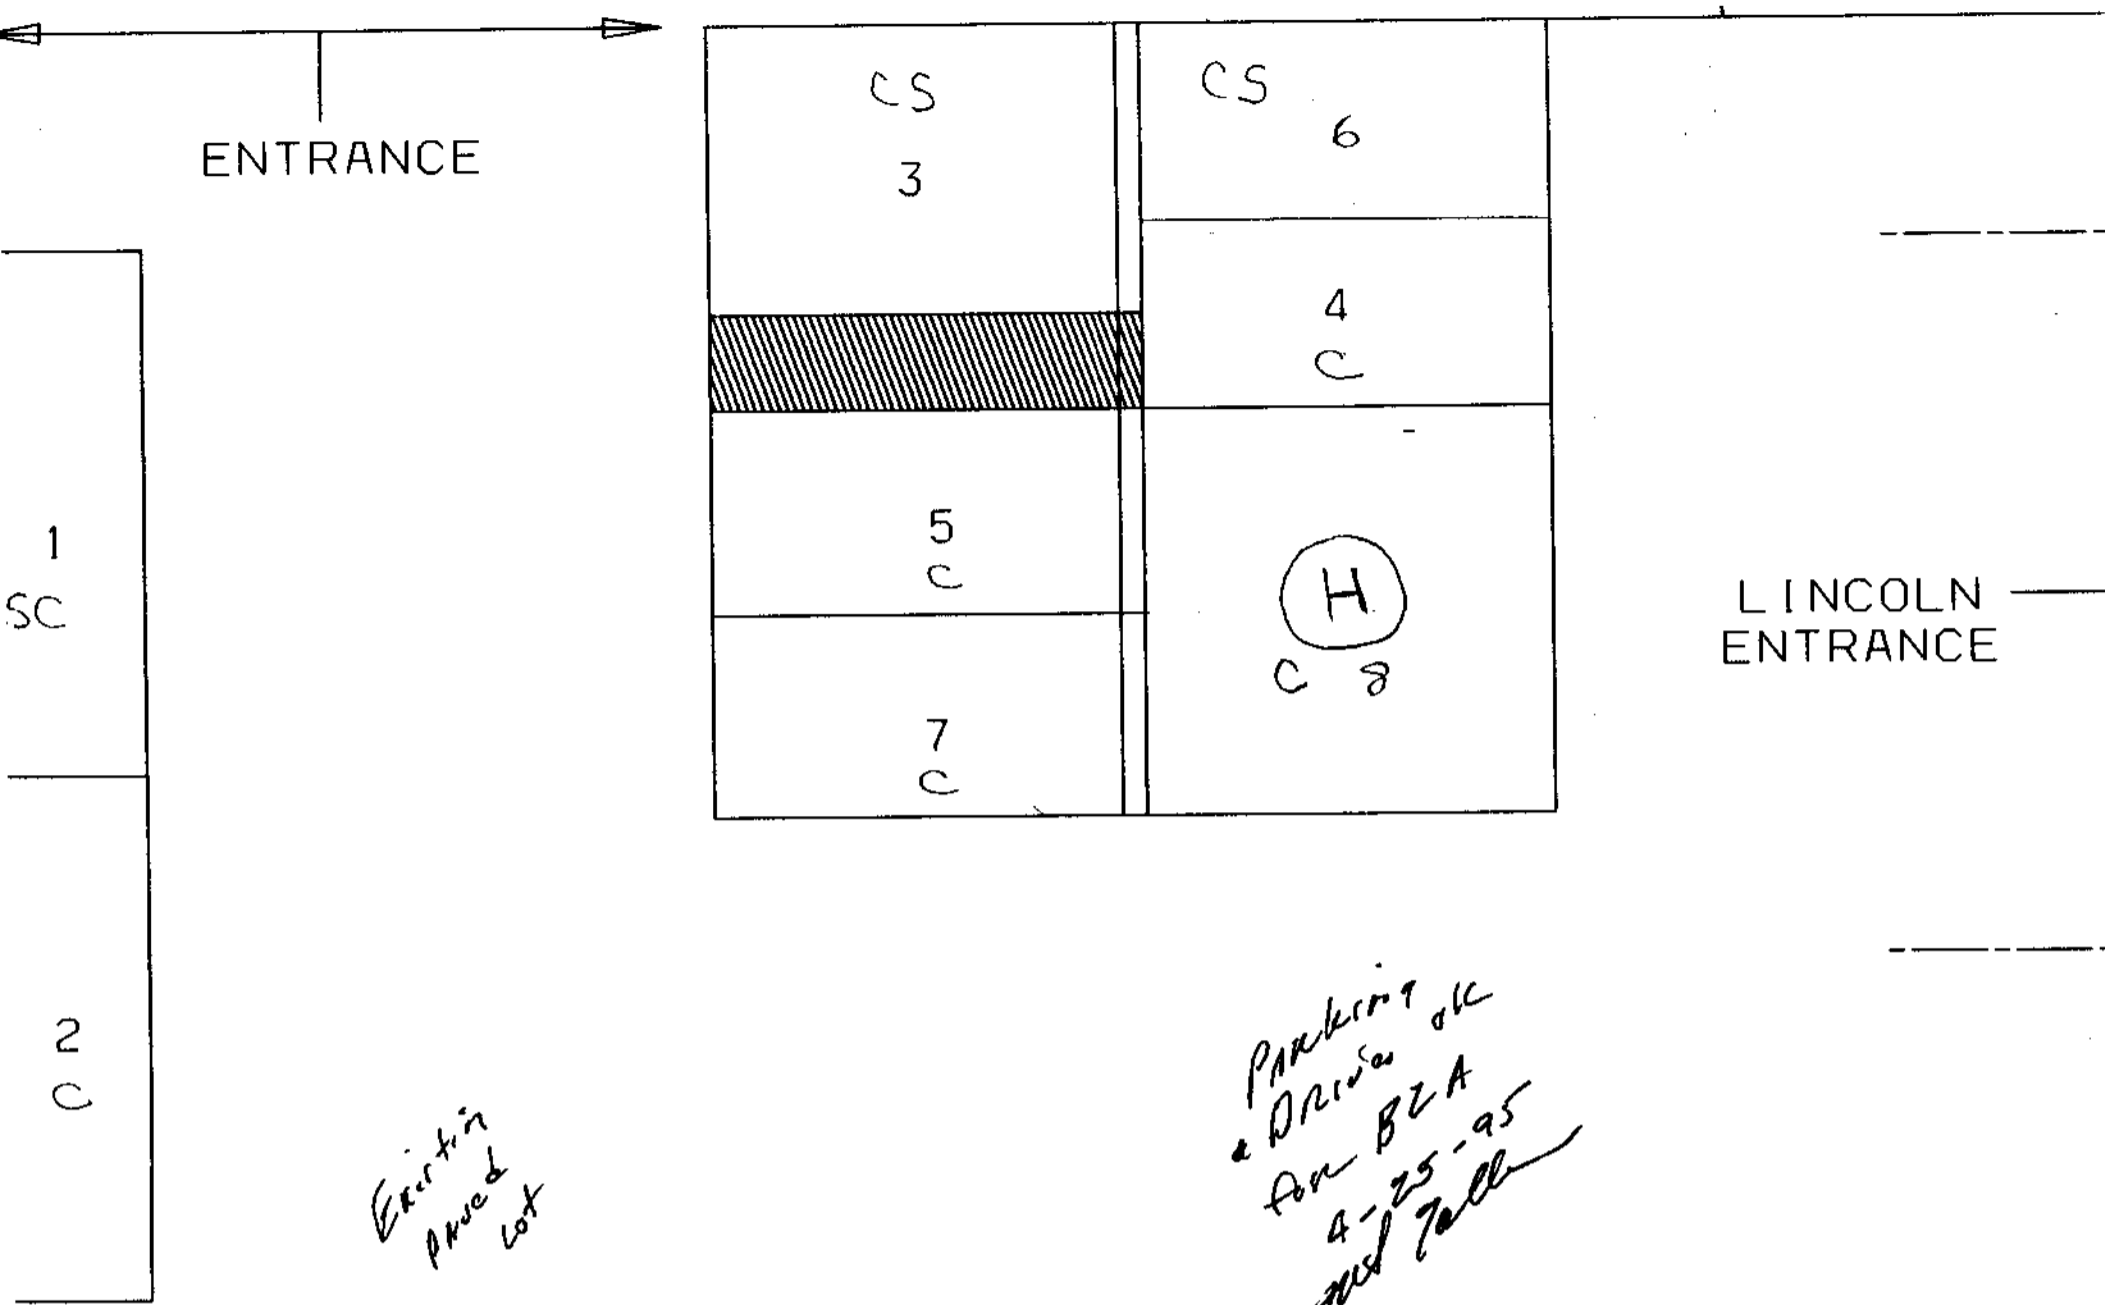 ENTRANCE
CS
3
CS
6
4
C
5
C
H
C 8
7
C
1
SC
2
C
LINCOLN
ENTRANCE
Existin
paved
Lot
Parking
& Drives ok
for BZA
4-25-95